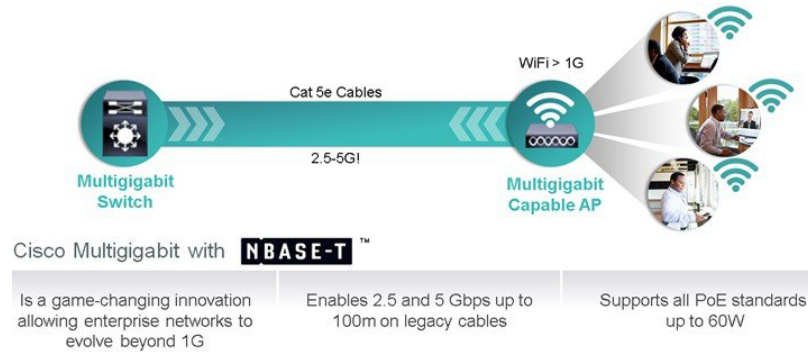 WiFi > 1G
Cat 5e Cables
2.5-5G!
Multigigabit
Switch
Multigigabit
Capable AP
Cisco Multigigabit with NBASE-T ™
Is a game-changing innovation
allowing enterprise networks to
evolve beyond 1G
Enables 2.5 and 5 Gbps up to
100m on legacy cables
Supports all PoE standards
up to 60W